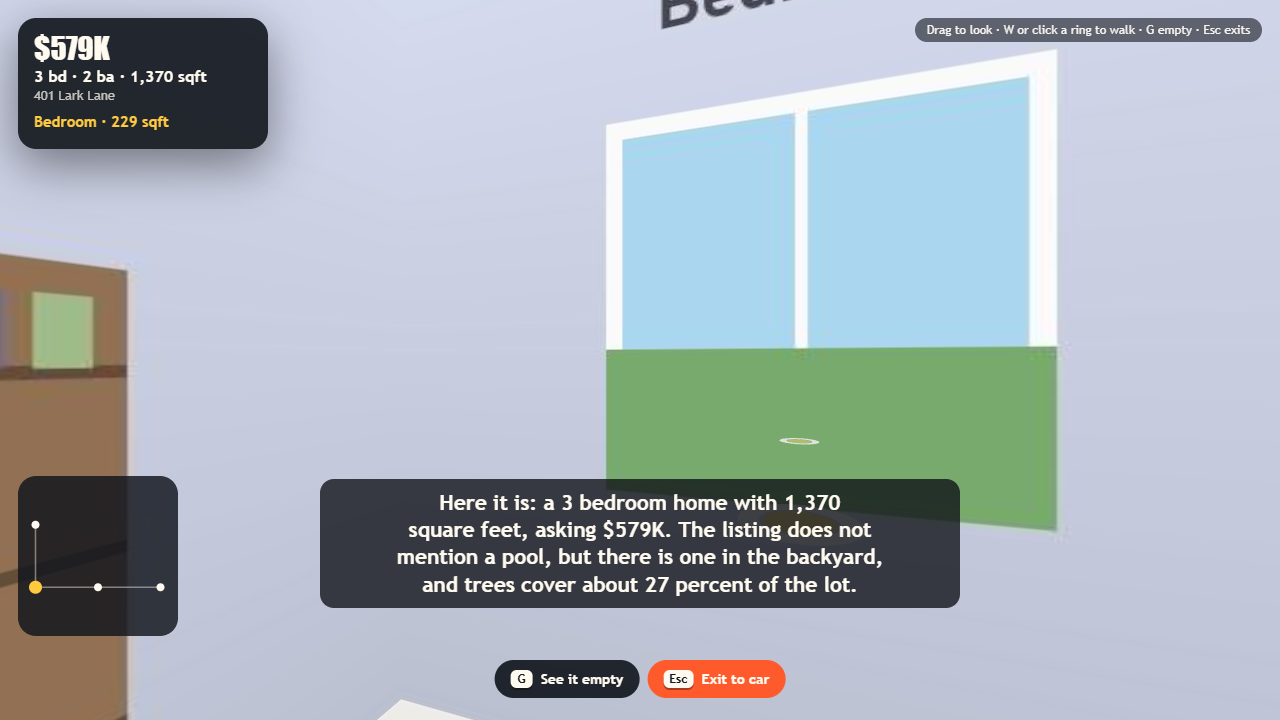 $579K
3 bd · 2 ba · 1,370 sqft
401 Lark Lane
Bedroom · 229 sqft
Drag to look · W or click a ring to walk · G empty · Esc exits
Here it is: a 3 bedroom home with 1,370
square feet, asking $579K. The listing does not
mention a pool, but there is one in the backyard,
and trees cover about 27 percent of the lot.
G See it empty
Esc Exit to car